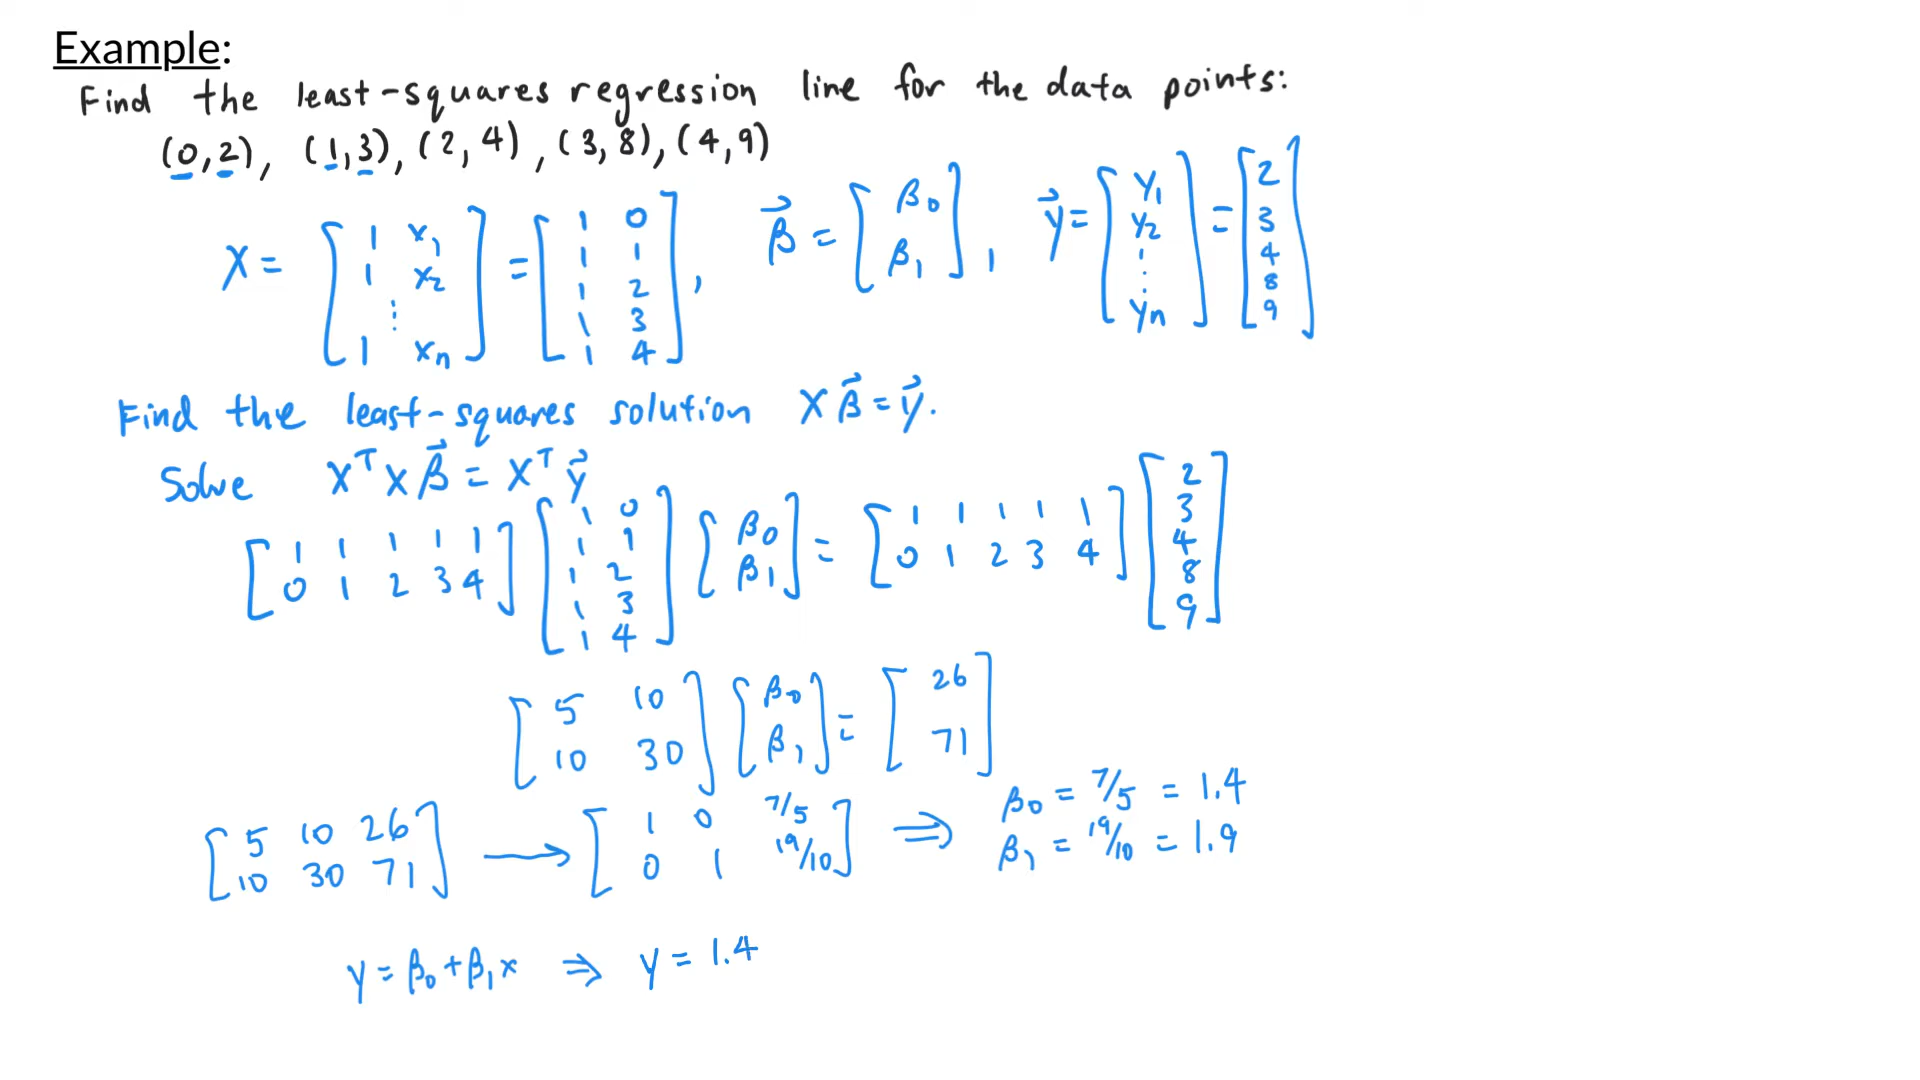 Example:
Find the least-squares regression line for the data points:
(0,2), (1,3), (2,4), (3,8), (4,9)
X = [ 1 x₁ ; 1 x₂ ; ⋮ ; 1 xₙ ] = [ 1 0 ; 1 1 ; 1 2 ; 1 3 ; 1 4 ], β⃗ = [ β₀ ; β₁ ], y⃗ = [ y₁ ; y₂ ; ⋮ ; yₙ ] = [ 2 ; 3 ; 4 ; 8 ; 9 ]
Find the least-squares solution Xβ⃗ = y⃗.
Solve XᵀXβ⃗ = Xᵀy⃗
[ 1 1 1 1 1 ; 0 1 2 3 4 ] [ 1 0 ; 1 1 ; 1 2 ; 1 3 ; 1 4 ] [ β₀ ; β₁ ] = [ 1 1 1 1 1 ; 0 1 2 3 4 ] [ 2 ; 3 ; 4 ; 8 ; 9 ]
[ 5 10 ; 10 30 ] [ β₀ ; β₁ ] = [ 26 ; 71 ]
[ 5 10 26 ; 10 30 71 ] → [ 1 0 7/5 ; 0 1 19/10 ] ⇒ β₀ = 7/5 = 1.4
β₁ = 19/10 = 1.9
y = β₀ + β₁x ⇒ y = 1.4